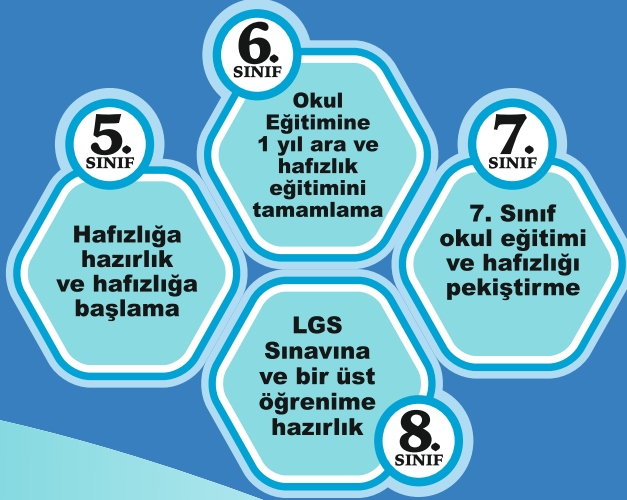 5.
SINIF
Hafızlığa
hazırlık
ve hafızlığa
başlama
6.
SINIF
Okul
Eğitimine
1 yıl ara ve
hafızlık
eğitimini
tamamlama
7.
SINIF
7. Sınıf
okul eğitimi
ve hafızlığı
pekiştirme
LGS
Sınavına
ve bir üst
öğrenime
hazırlık
8.
SINIF